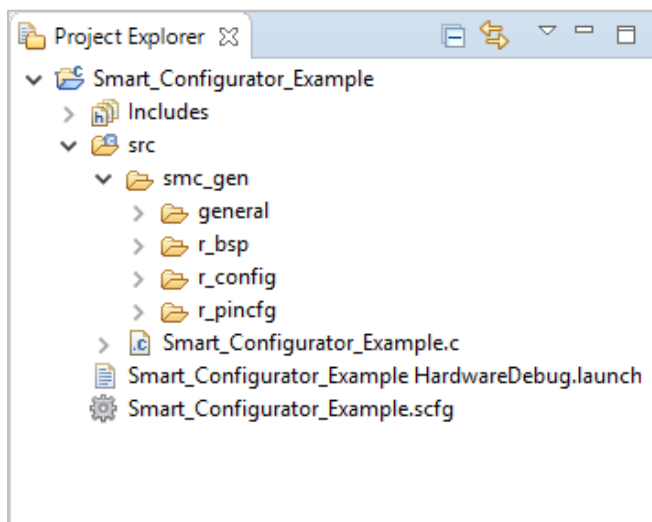 Project Explorer
Smart_Configurator_Example
Includes
src
smc_gen
general
r_bsp
r_config
r_pincfg
Smart_Configurator_Example.c
Smart_Configurator_Example HardwareDebug.launch
Smart_Configurator_Example.scfg